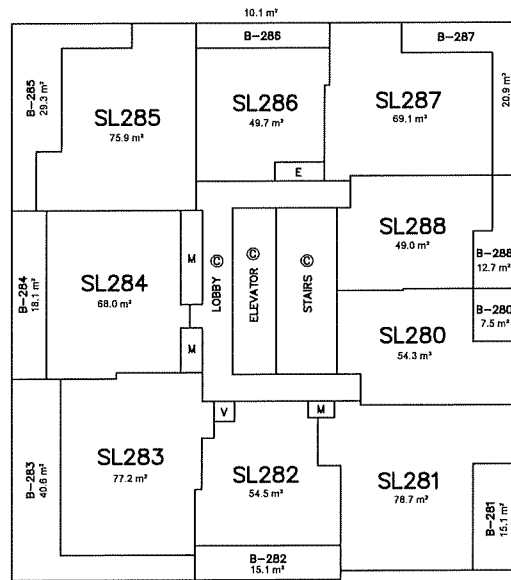 10.1 m²
B-286
B-287
B-285
29.3 m²
SL285
75.9 m²
SL286
49.7 m²
SL287
69.1 m²
20.9 m²
E
SL288
49.0 m²
B-288
12.7 m²
B-284
18.1 m²
SL284
68.0 m²
M
M
LOBBY ©
ELEVATOR ©
STAIRS ©
SL280
54.3 m²
B-280
7.5 m²
B-283
40.6 m²
SL283
77.2 m²
V
M
SL282
54.5 m²
SL281
78.7 m²
B-281
15.1 m²
B-282
15.1 m²